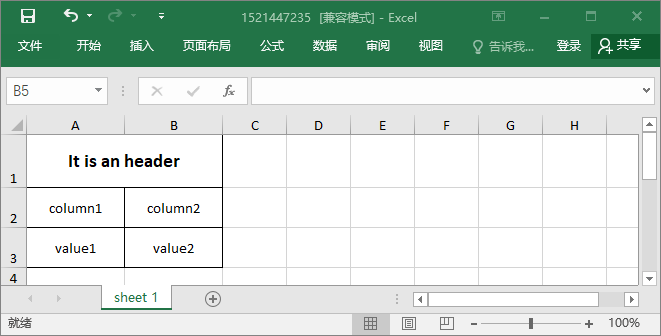 1521447235 [兼容模式] - Excel
文件 开始 插入 页面布局 公式 数据 审阅 视图 告诉我... 登录 共享
B5 fx
A B C D E F G H
1 It is an header
2 column1 column2
3 value1 value2
4
sheet 1
就绪 100%